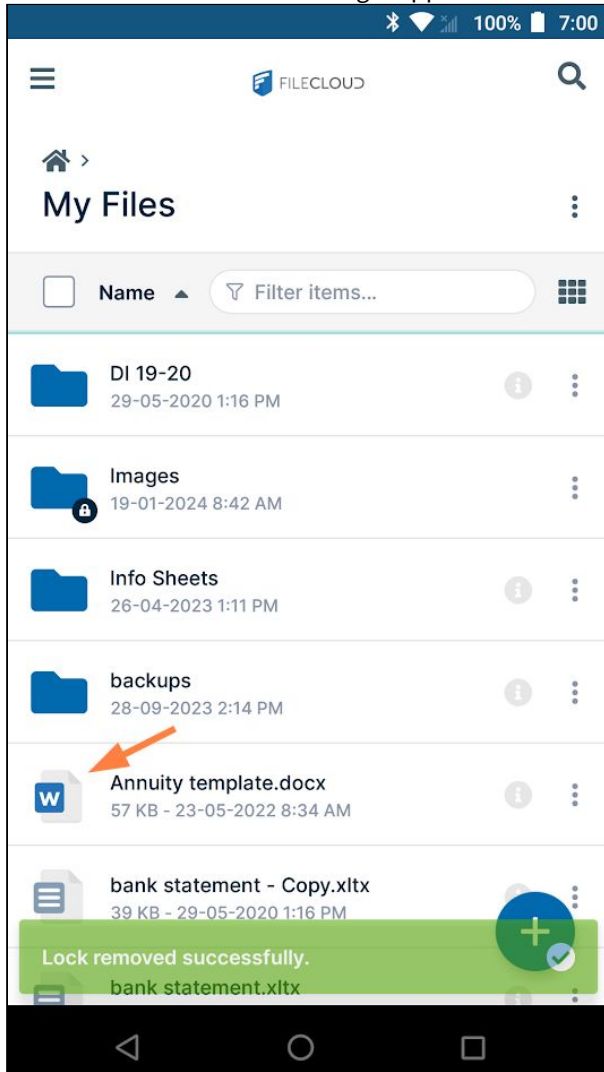 100% 7:00
FILECLOUD
My Files
Name Filter items...
DI 19-20
29-05-2020 1:16 PM
Images
19-01-2024 8:42 AM
Info Sheets
26-04-2023 1:11 PM
backups
28-09-2023 2:14 PM
W
Annuity template.docx
57 KB - 23-05-2022 8:34 AM
bank statement - Copy.xltx
39 KB - 29-05-2020 1:16 PM
Lock removed successfully.
bank statement.xltx